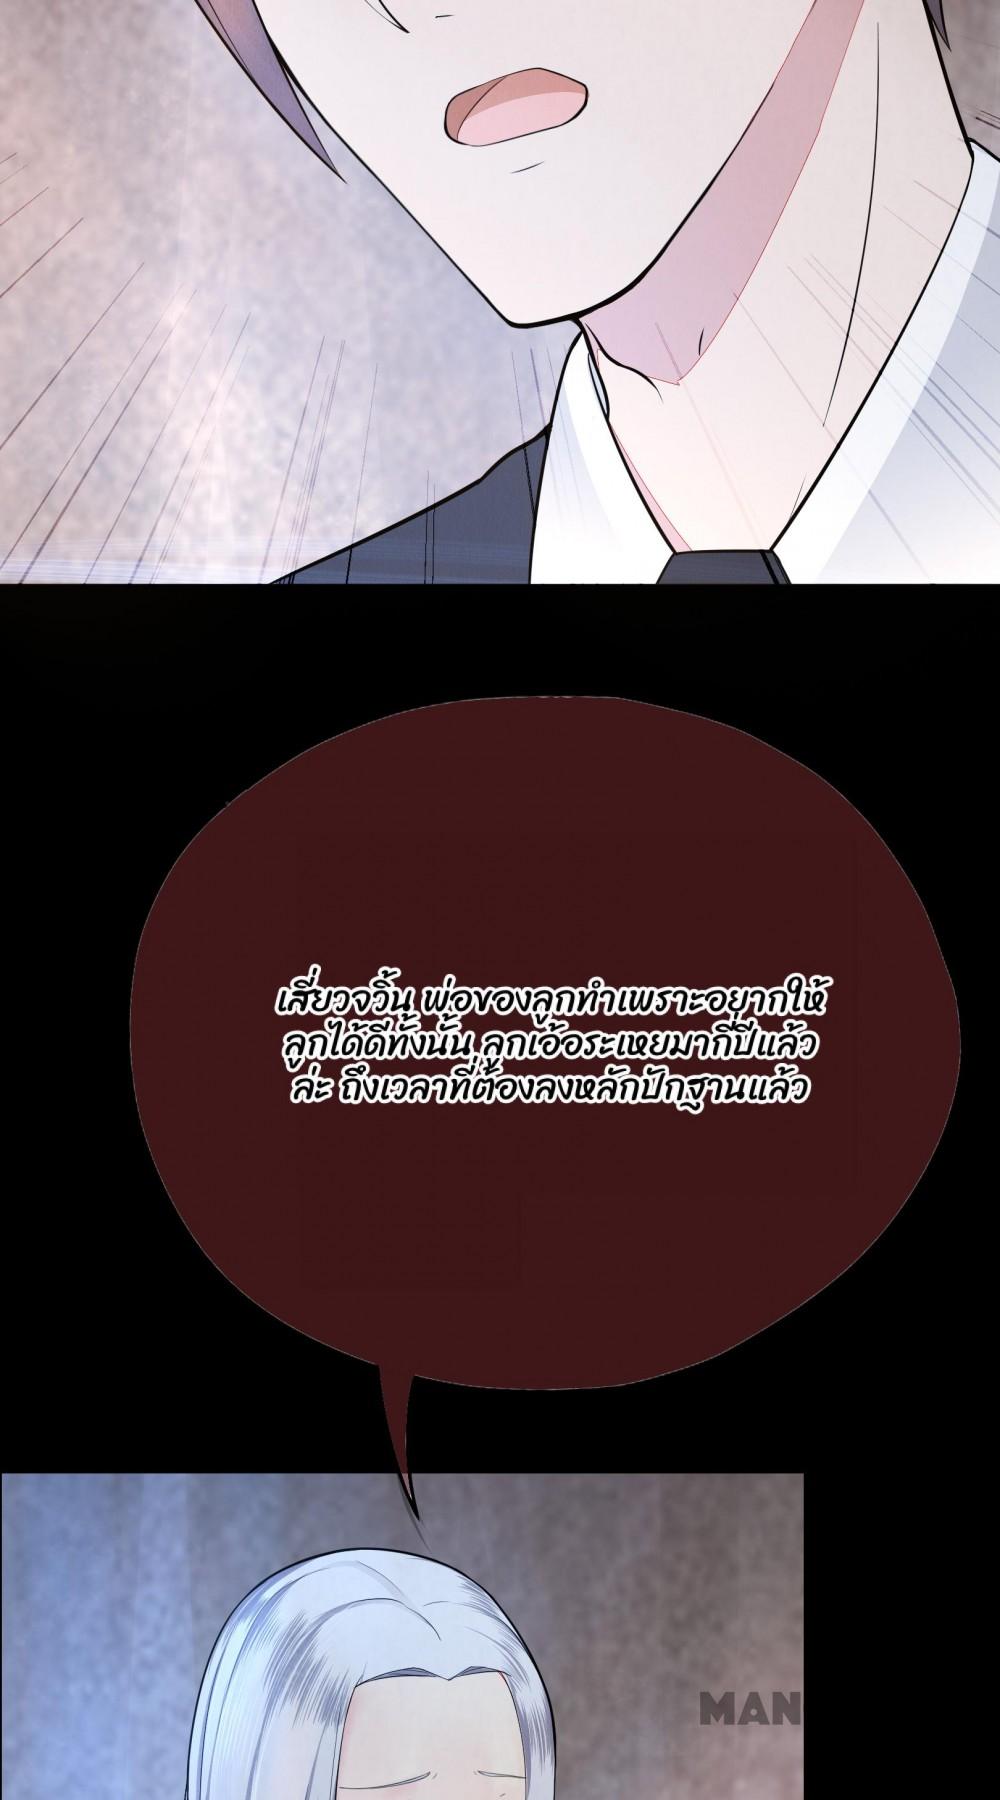 เสี่ยวจวิ้น พ่อของลูกทำเพราะอยากให้
ลูกได้ดีทั้งนั้น ลูกเอ้อระเหยมากี่ปีแล้ว
ล่ะ ถึงเวลาที่ต้องลงหลักปักฐานแล้ว
MAN